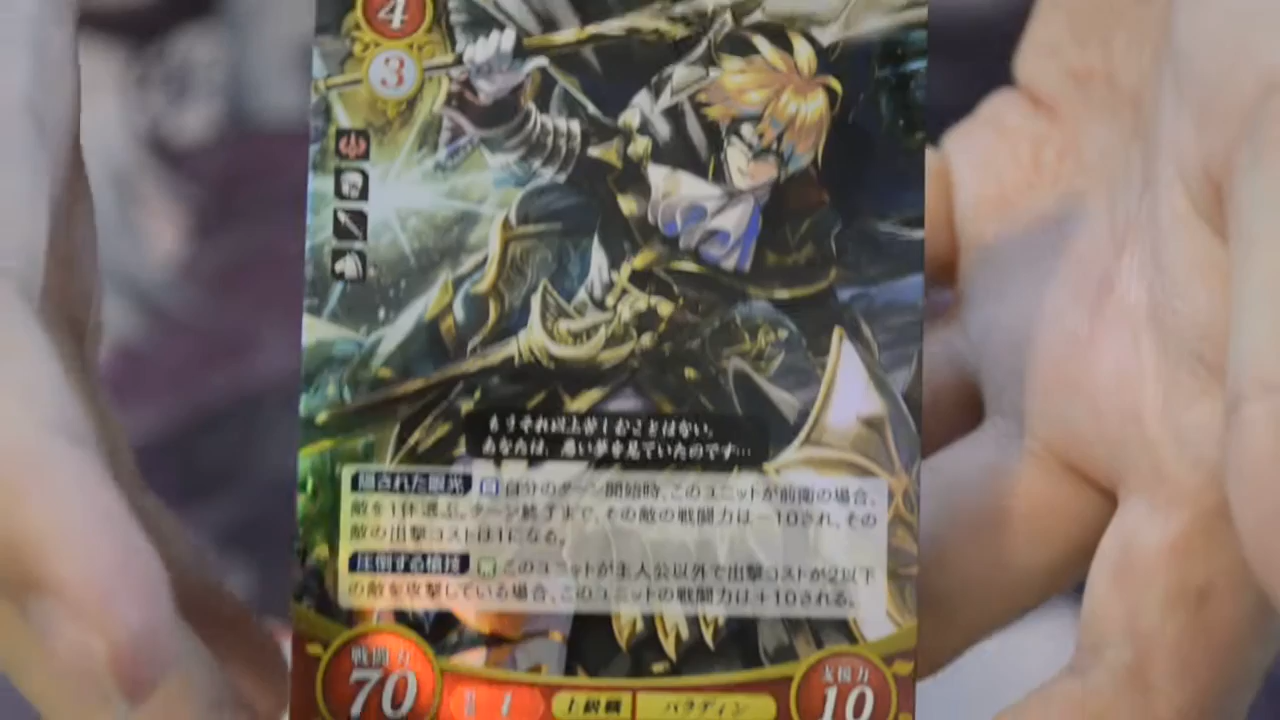 4
3
もうそれ以上苦しむことはない。
あなたは、悪い夢を見ていたのです…
隠された眼光 自分のターン開始時、このユニットが前衛の場合、
敵を1体選ぶ。ターン終了まで、その敵の戦闘力は－10され、その
敵の出撃コストは1になる。
圧倒する槍技 このユニットが主人公以外で出撃コストが2以下
の敵を攻撃している場合、このユニットの戦闘力は＋10される。
戦闘力
70
上級職 パラディン
支援力
10